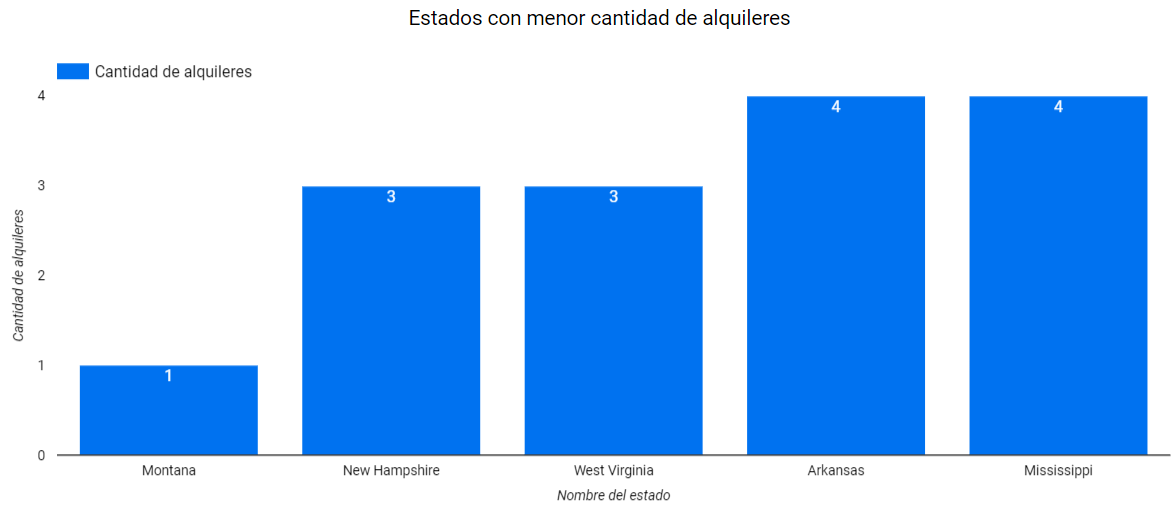 Estados con menor cantidad de alquileres
Cantidad de alquileres
4
3
2
1
0
Cantidad de alquileres
1
3
3
4
4
Montana
New Hampshire
West Virginia
Arkansas
Mississippi
Nombre del estado